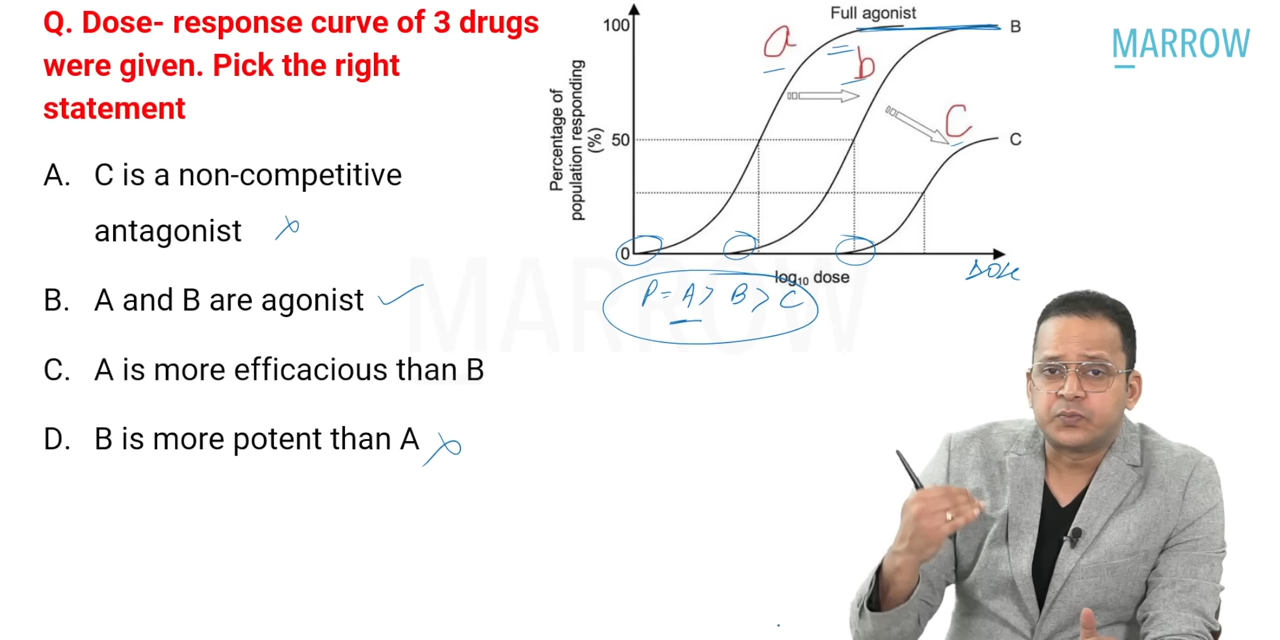 Q. Dose- response curve of 3 drugs
were given. Pick the right
statement
A. C is a non-competitive
antagonist
B. A and B are agonist
C. A is more efficacious than B
D. B is more potent than A
MARROW
Full agonist
100
50
0
Percentage of
population responding
(%)
a
b
C
B
C
log10 dose
DOSE
P = A > B > C
MARROW